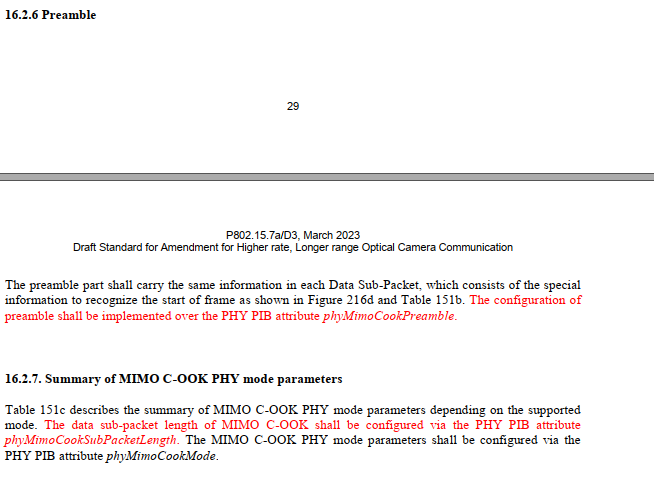 16.2.6 Preamble
29
P802.15.7a/D3, March 2023
Draft Standard for Amendment for Higher rate, Longer range Optical Camera Communication
The preamble part shall carry the same information in each Data Sub-Packet, which consists of the special
information to recognize the start of frame as shown in Figure 216d and Table 151b. The configuration of
preamble shall be implemented over the PHY PIB attribute phyMimoCookPreamble.
16.2.7. Summary of MIMO C-OOK PHY mode parameters
Table 151c describes the summary of MIMO C-OOK PHY mode parameters depending on the supported
mode. The data sub-packet length of MIMO C-OOK shall be configured via the PHY PIB attribute
phyMimoCookSubPacketLength. The MIMO C-OOK PHY mode parameters shall be configured via the
PHY PIB attribute phyMimoCookMode.